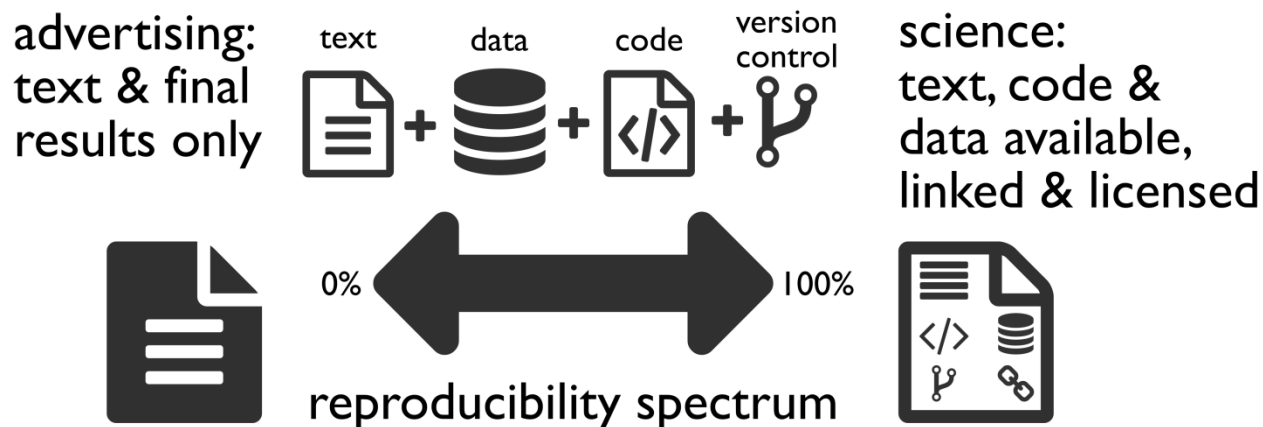 advertising:
text & final
results only
text
data
code
version
control
science:
text, code &
data available,
linked & licensed
+
+
+
</>
0%
100%
</>
reproducibility spectrum